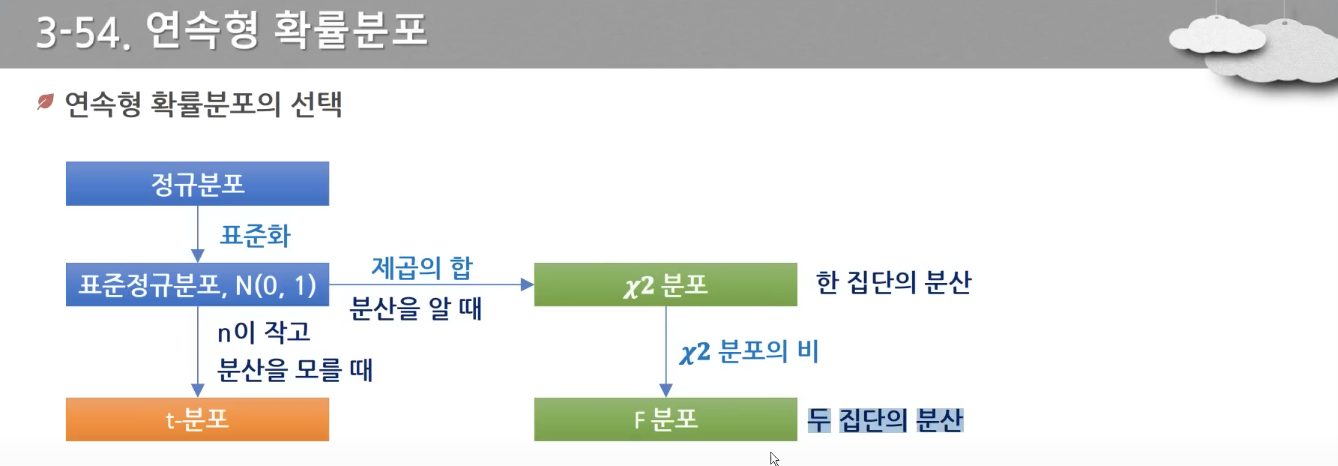 3-54. 연속형 확률분포
연속형 확률분포의 선택
정규분포
표준화
표준정규분포, N(0, 1)
제곱의 합
분산을 알 때
χ2 분포
한 집단의 분산
n이 작고
분산을 모를 때
χ2 분포의 비
t-분포
F 분포
두 집단의 분산